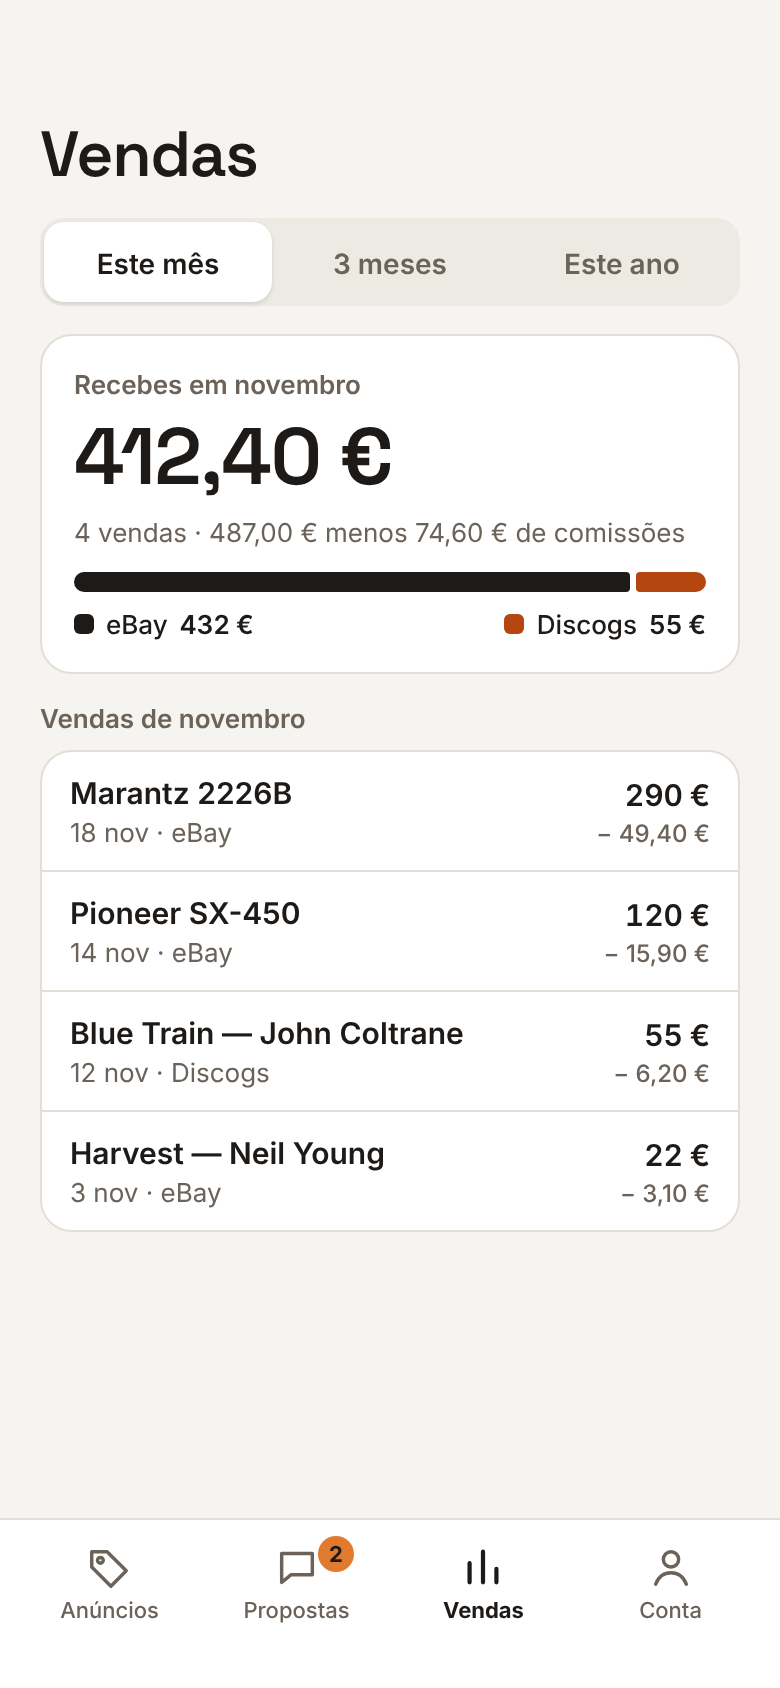 Vendas
Este mês 3 meses Este ano
Recebes em novembro
412,40 €
4 vendas · 487,00 € menos 74,60 € de comissões
eBay 432 € Discogs 55 €
Vendas de novembro
Marantz 2226B 290 €
18 nov · eBay – 49,40 €
Pioneer SX-450 120 €
14 nov · eBay – 15,90 €
Blue Train — John Coltrane 55 €
12 nov · Discogs – 6,20 €
Harvest — Neil Young 22 €
3 nov · eBay – 3,10 €
2
Anúncios Propostas Vendas Conta